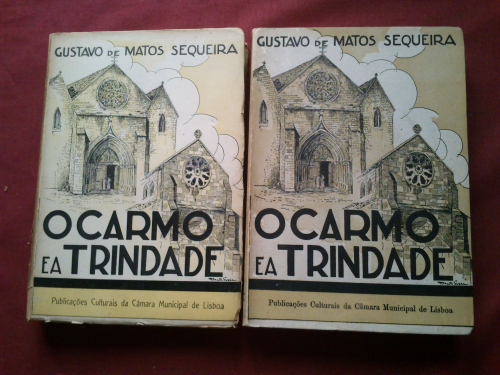 GUSTAVO DE MATOS SEQUEIRA
O CARMO
E A TRINDADE
Publicações Culturais da Câmara Municipal de Lisboa
GUSTAVO DE MATOS SEQUEIRA
O CARMO
E A TRINDADE
Publicações Culturais da Câmara Municipal de Lisboa